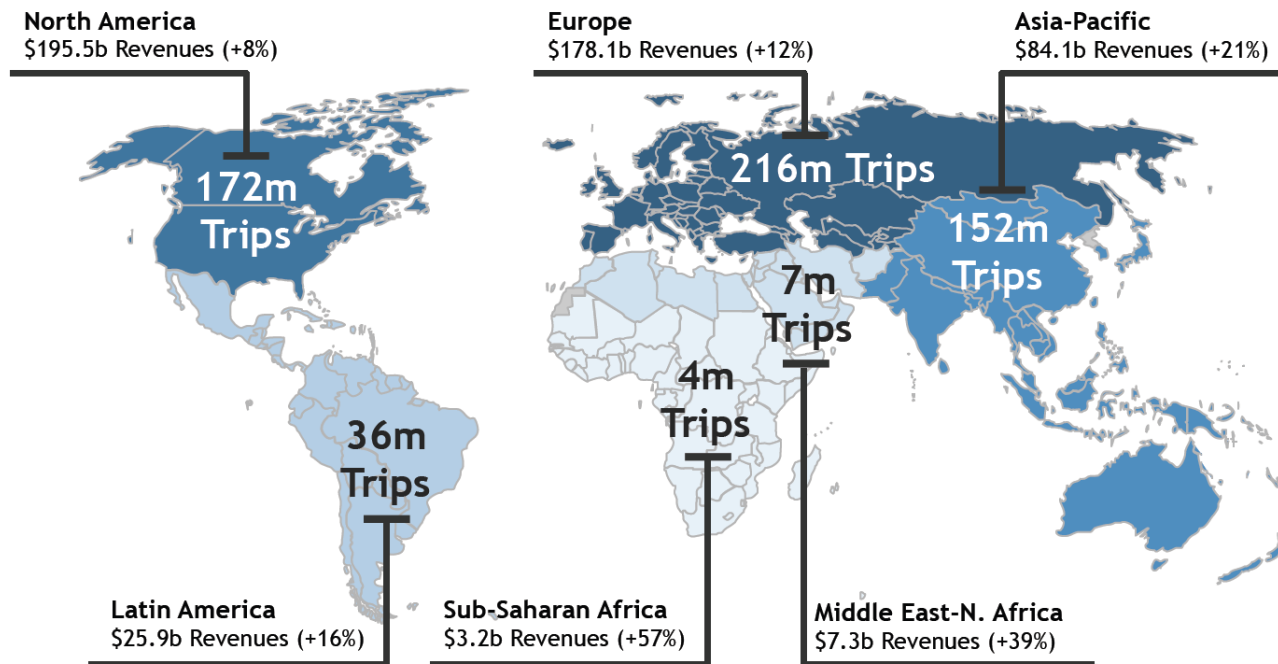 North America
$195.5b Revenues (+8%)
Europe
$178.1b Revenues (+12%)
Asia-Pacific
$84.1b Revenues (+21%)
172m
Trips
216m Trips
152m
Trips
7m
Trips
4m
Trips
36m
Trips
Latin America
$25.9b Revenues (+16%)
Sub-Saharan Africa
$3.2b Revenues (+57%)
Middle East-N. Africa
$7.3b Revenues (+39%)